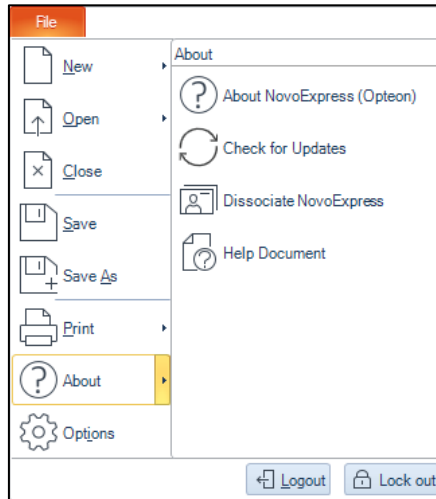 File
New
Open
Close
Save
Save As
Print
About
Options
About
About NovoExpress (Opteon)
Check for Updates
Dissociate NovoExpress
Help Document
Logout
Lock out